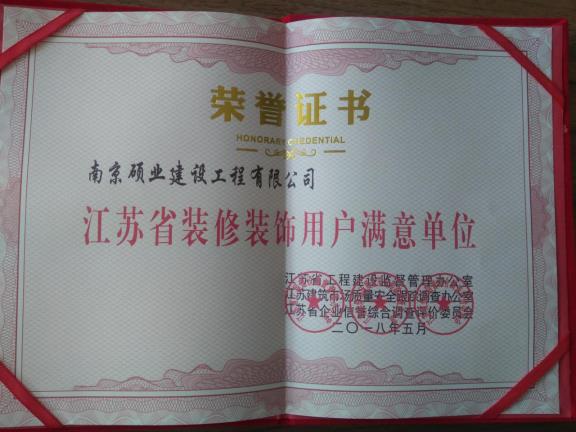 荣誉证书
HONORARY CREDENTIAL
南京硕业建设工程有限公司
江苏省装修装饰用户满意单位
江苏省工程建设监督管理办公室
江苏建筑市场质量安全跟踪调查办公室
江苏省企业信誉综合调查评价委员会
二〇一八年五月